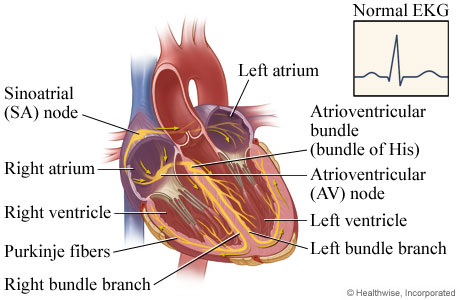 Normal EKG
Left atrium
Sinoatrial
(SA) node
Atrioventricular
bundle
(bundle of His)
Right atrium
Atrioventricular
(AV) node
Right ventricle
Left ventricle
Purkinje fibers
Left bundle branch
Right bundle branch
© Healthwise, Incorporated